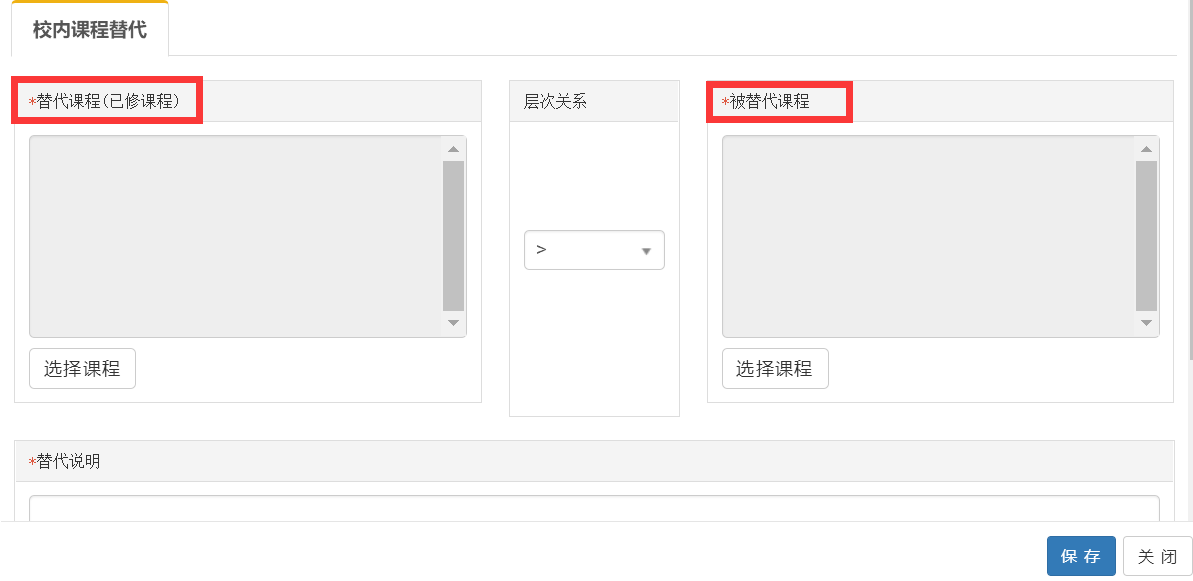 校内课程替代
*替代课程(已修课程)
层次关系
*被替代课程
>
选择课程
选择课程
*替代说明
保 存
关 闭